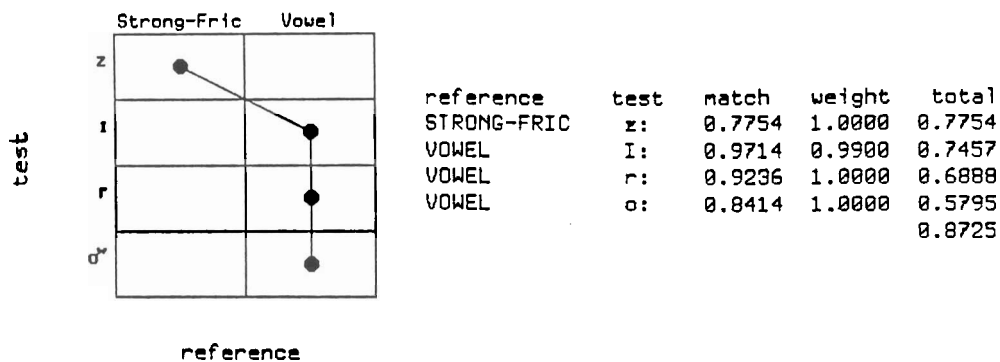 Strong-Fric Vowel
z
I
r
test
reference
reference test match weight total
STRONG-FRIC z: 0.7754 1.0000 0.7754
VOWEL I: 0.9714 0.9900 0.7457
VOWEL r: 0.9236 1.0000 0.6888
VOWEL o: 0.8414 1.0000 0.5795
0.8725